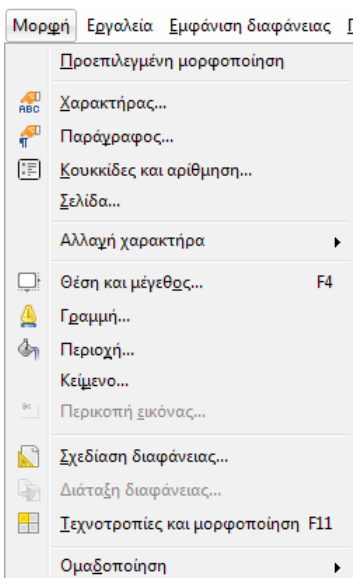 Μορφή Εργαλεία Εμφάνιση διαφάνειας
Προεπιλεγμένη μορφοποίηση
ABC Χαρακτήρας...
Παράγραφος...
Κουκκίδες και αρίθμηση...
Σελίδα...
Αλλαγή χαρακτήρα
Θέση και μέγεθος... F4
Γραμμή...
Περιοχή...
Κείμενο...
Περικοπή εικόνας...
Σχεδίαση διαφάνειας...
Διάταξη διαφάνειας...
Τεχνοτροπίες και μορφοποίηση F11
Ομαδοποίηση